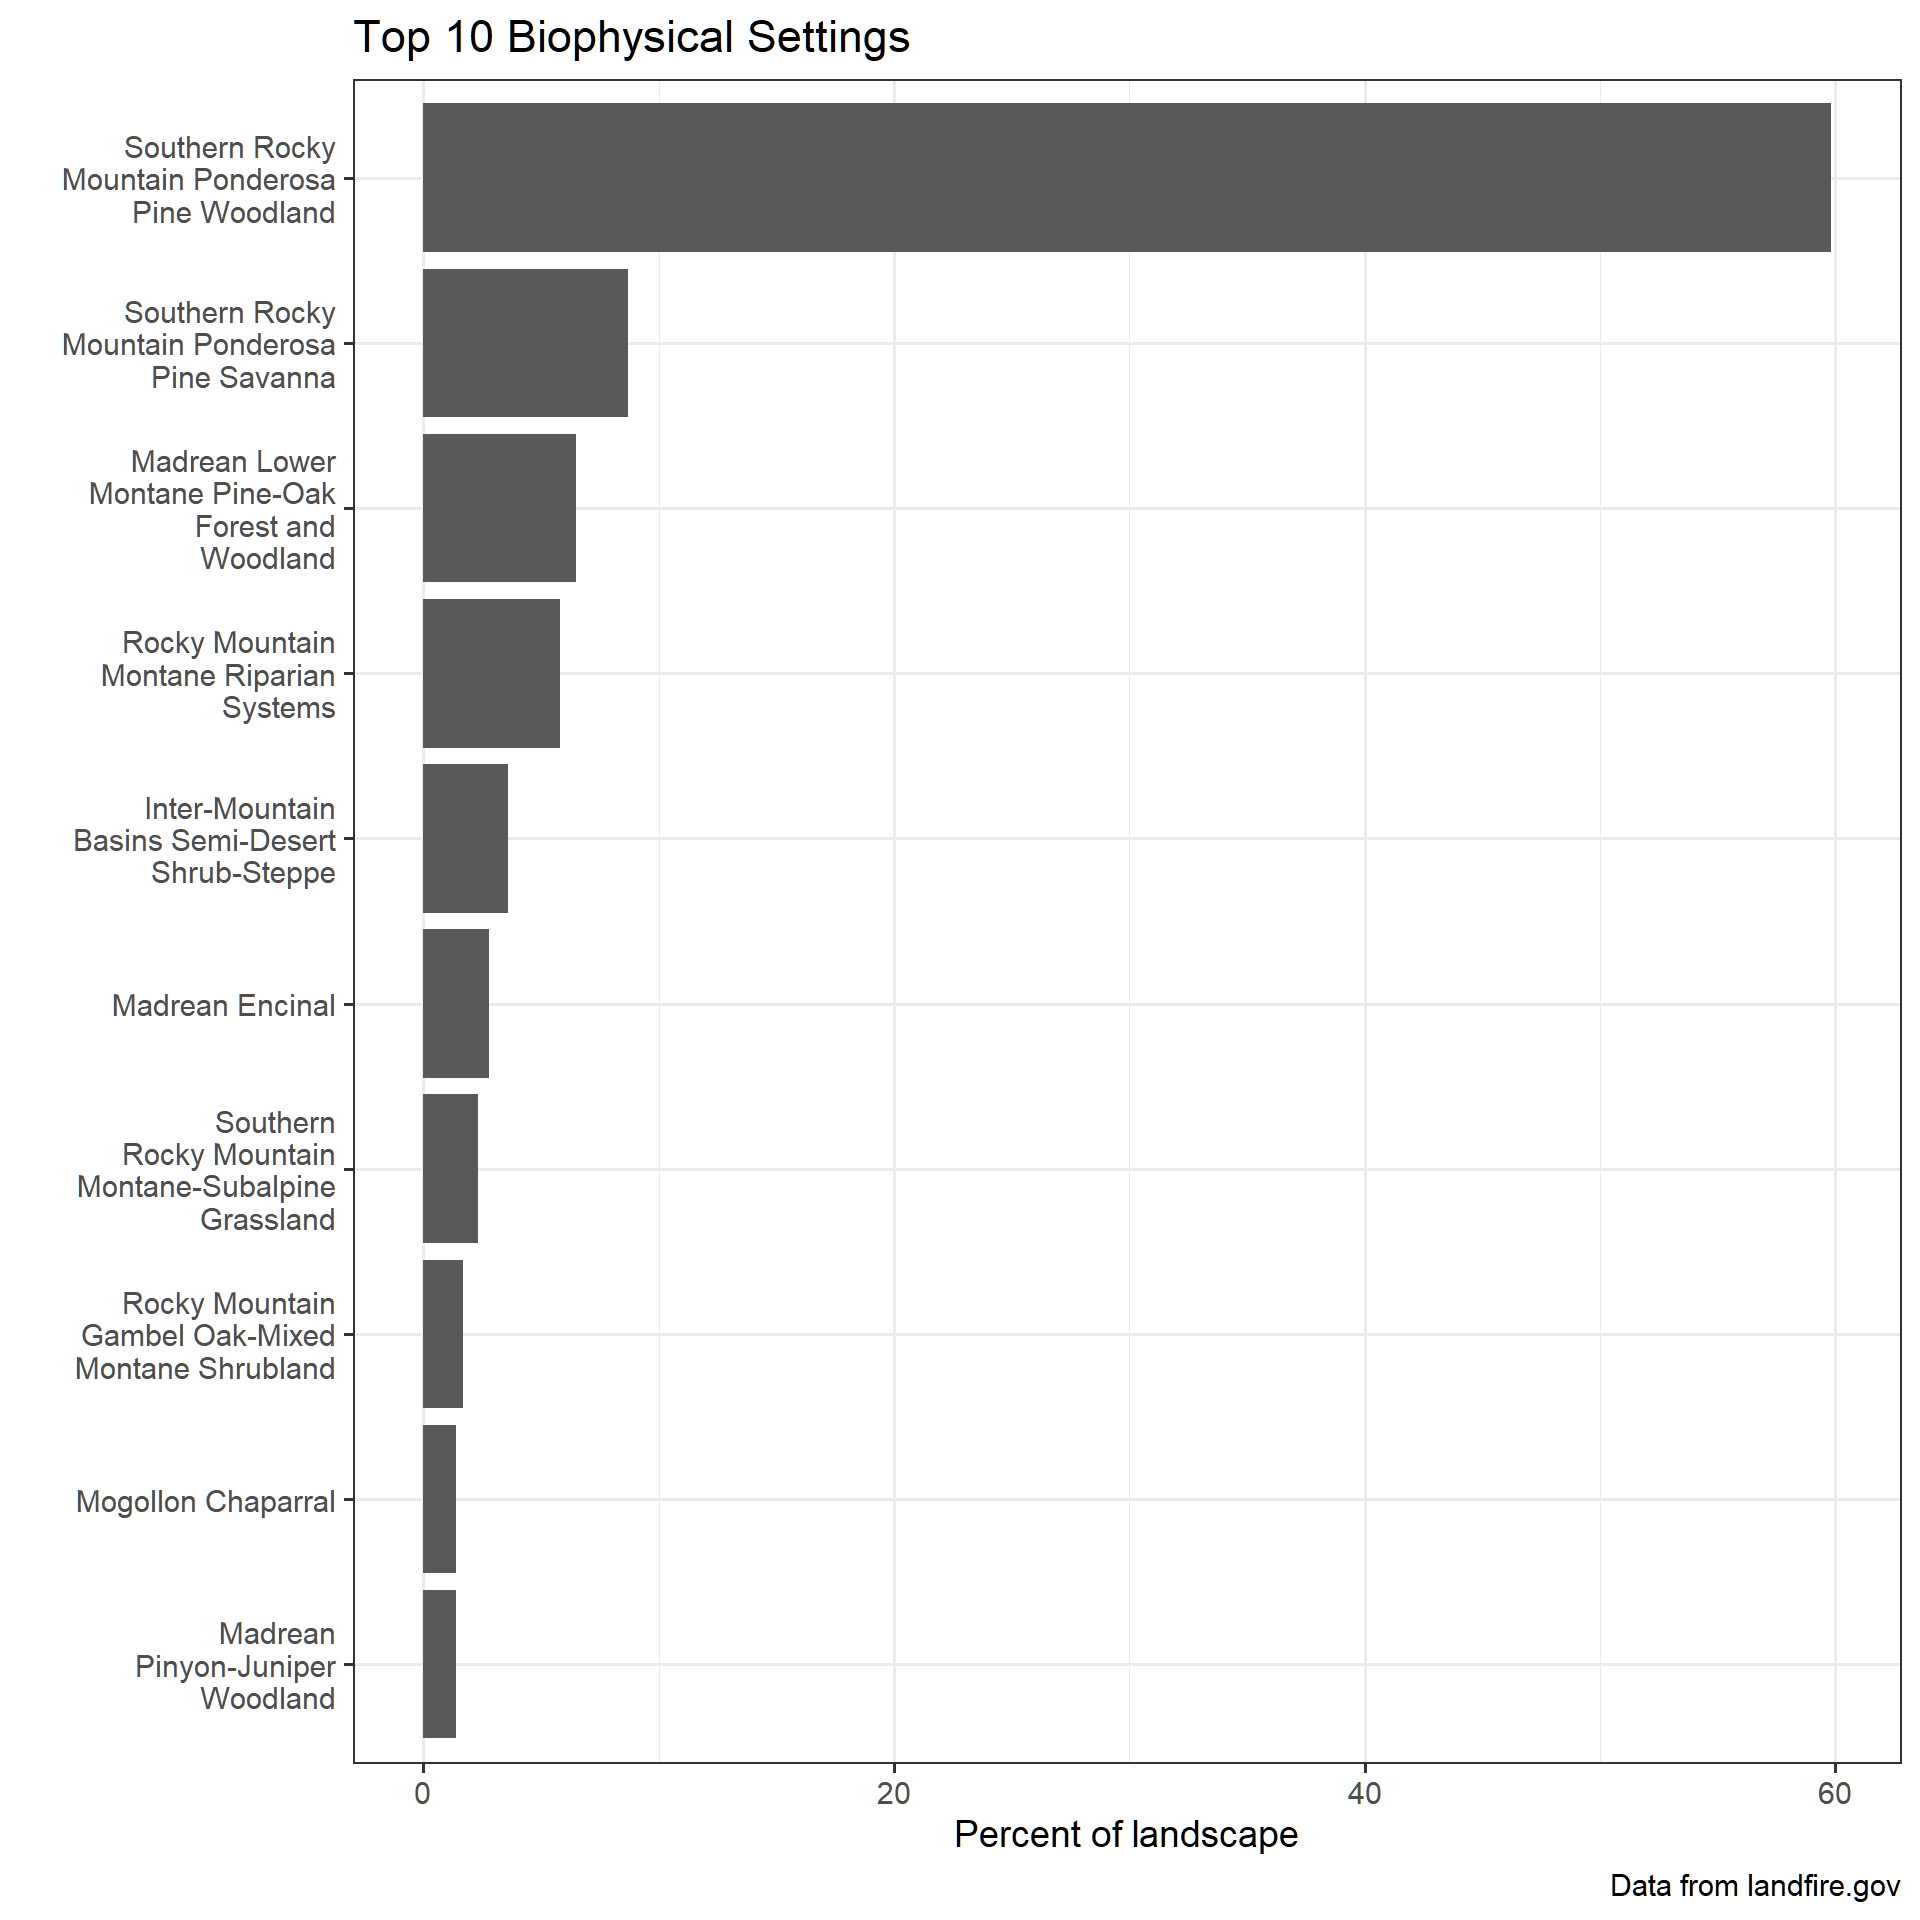 Top 10 Biophysical Settings
Southern Rocky
Mountain Ponderosa
Pine Woodland
Southern Rocky
Mountain Ponderosa
Pine Savanna
Madrean Lower
Montane Pine-Oak
Forest and
Woodland
Rocky Mountain
Montane Riparian
Systems
Inter-Mountain
Basins Semi-Desert
Shrub-Steppe
Madrean Encinal
Southern
Rocky Mountain
Montane-Subalpine
Grassland
Rocky Mountain
Gambel Oak-Mixed
Montane Shrubland
Mogollon Chaparral
Madrean
Pinyon-Juniper
Woodland
0 20 40 60
Percent of landscape
Data from landfire.gov